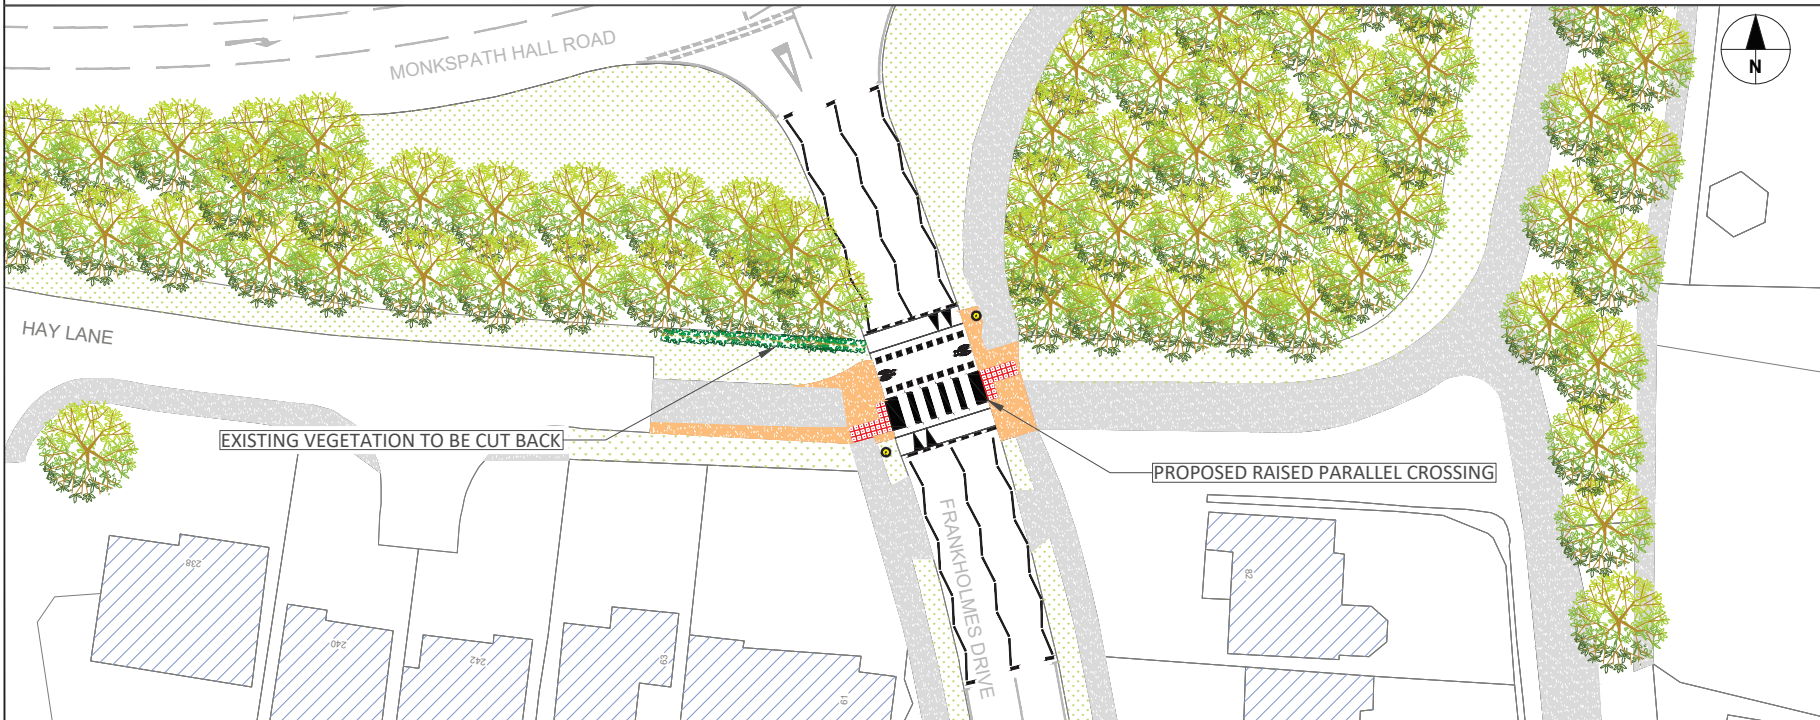 MONKSPATH HALL ROAD
N
HAY LANE
EXISTING VEGETATION TO BE CUT BACK
PROPOSED RAISED PARALLEL CROSSING
FRANKHOLMES DRIVE
238
240
242
63
61
82